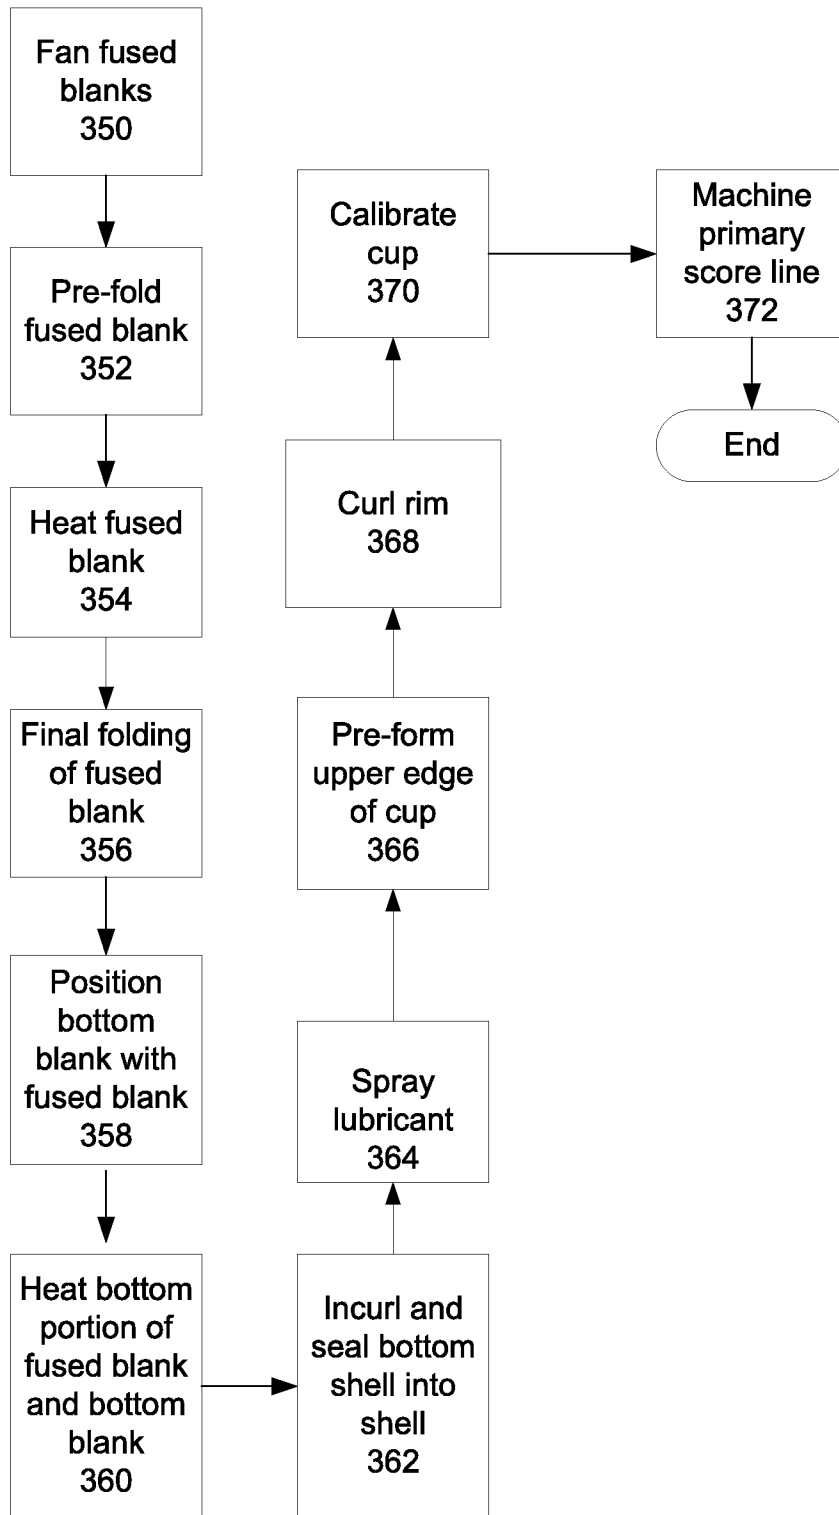 Fan fused
blanks
350
Pre-fold
fused blank
352
Heat fused
blank
354
Final folding
of fused
blank
356
Position
bottom
blank with
fused blank
358
Heat bottom
portion of
fused blank
and bottom
blank
360
Incurl and
seal bottom
shell into
shell
362
Spray
lubricant
364
Pre-form
upper edge
of cup
366
Curl rim
368
Calibrate
cup
370
Machine
primary
score line
372
End